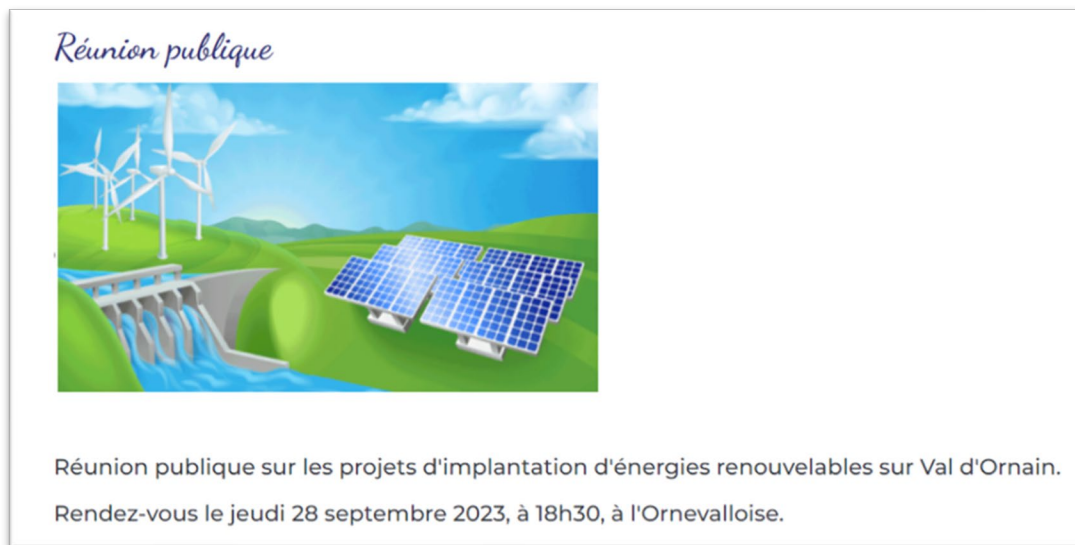 Réunion publique
Réunion publique sur les projets d'implantation d'énergies renouvelables sur Val d'Ornain.
Rendez-vous le jeudi 28 septembre 2023, à 18h30, à l'Ornevalloise.